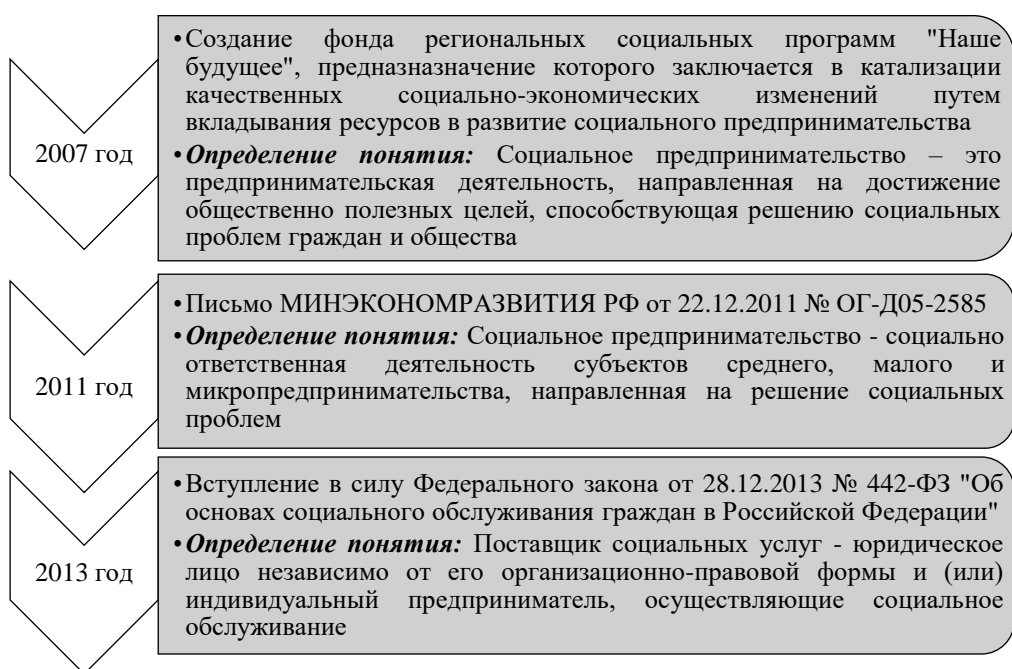 2007 год
•Создание фонда региональных социальных программ "Наше
будущее", предназназначение которого заключается в катализации
качественных социально-экономических изменений путем
вкладывания ресурсов в развитие социального предпринимательства
•Определение понятия: Социальное предпринимательство – это
предпринимательская деятельность, направленная на достижение
общественно полезных целей, способствующая решению социальных
проблем граждан и общества
2011 год
•Письмо МИНЭКОНОМРАЗВИТИЯ РФ от 22.12.2011 № ОГ-Д05-2585
•Определение понятия: Социальное предпринимательство - социально
ответственная деятельность субъектов среднего, малого и
микропредпринимательства, направленная на решение социальных
проблем
2013 год
•Вступление в силу Федерального закона от 28.12.2013 № 442-ФЗ "Об
основах социального обслуживания граждан в Российской Федерации"
•Определение понятия: Поставщик социальных услуг - юридическое
лицо независимо от его организационно-правовой формы и (или)
индивидуальный предприниматель, осуществляющие социальное
обслуживание